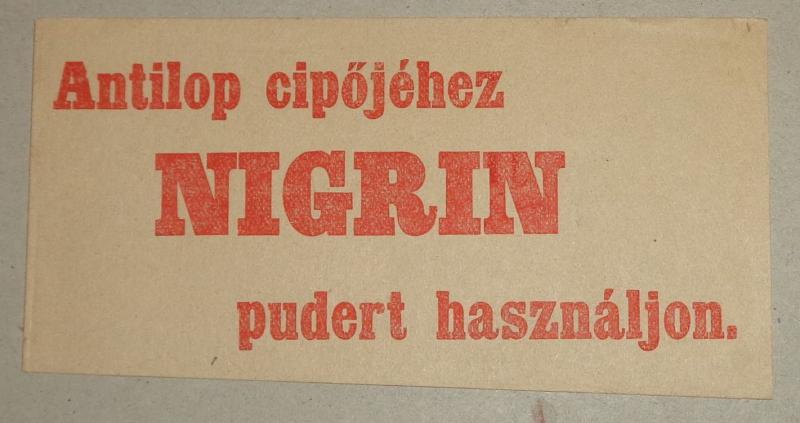 Antilop cipőjéhez
NIGRIN
pudert használjon.